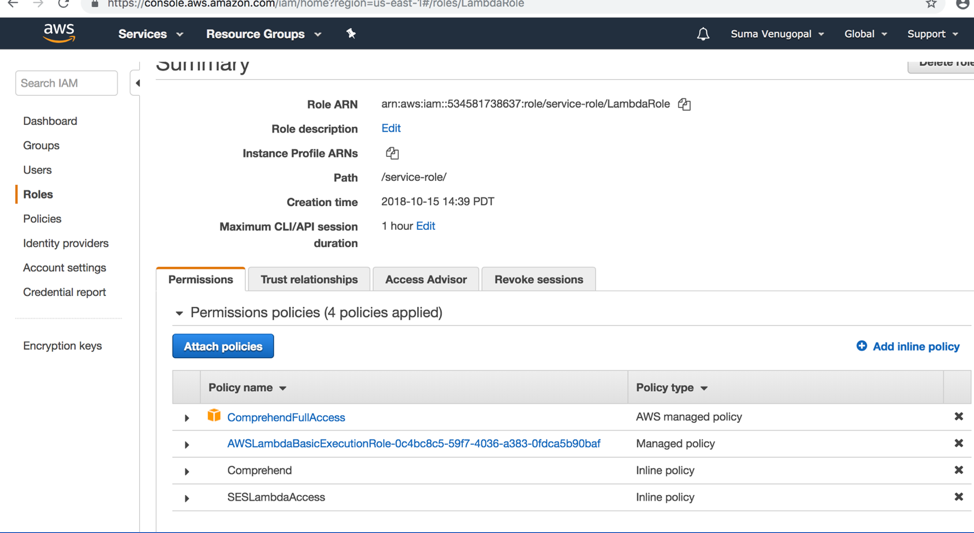 https://console.aws.amazon.com/iam/home?region=us-east-1#/roles/LambdaRole
aws Services Resource Groups Suma Venugopal Global Support
Summary Delete role
Search IAM
Dashboard
Groups
Users
Roles
Policies
Identity providers
Account settings
Credential report
Encryption keys
Role ARN arn:aws:iam::534581738637:role/service-role/LambdaRole
Role description Edit
Instance Profile ARNs
Path /service-role/
Creation time 2018-10-15 14:39 PDT
Maximum CLI/API session 1 hour Edit
duration
Permissions Trust relationships Access Advisor Revoke sessions
Permissions policies (4 policies applied)
Attach policies Add inline policy
Policy name Policy type
ComprehendFullAccess AWS managed policy
AWSLambdaBasicExecutionRole-0c4bc8c5-59f7-4036-a383-0fdca5b90baf Managed policy
Comprehend Inline policy
SESLambdaAccess Inline policy